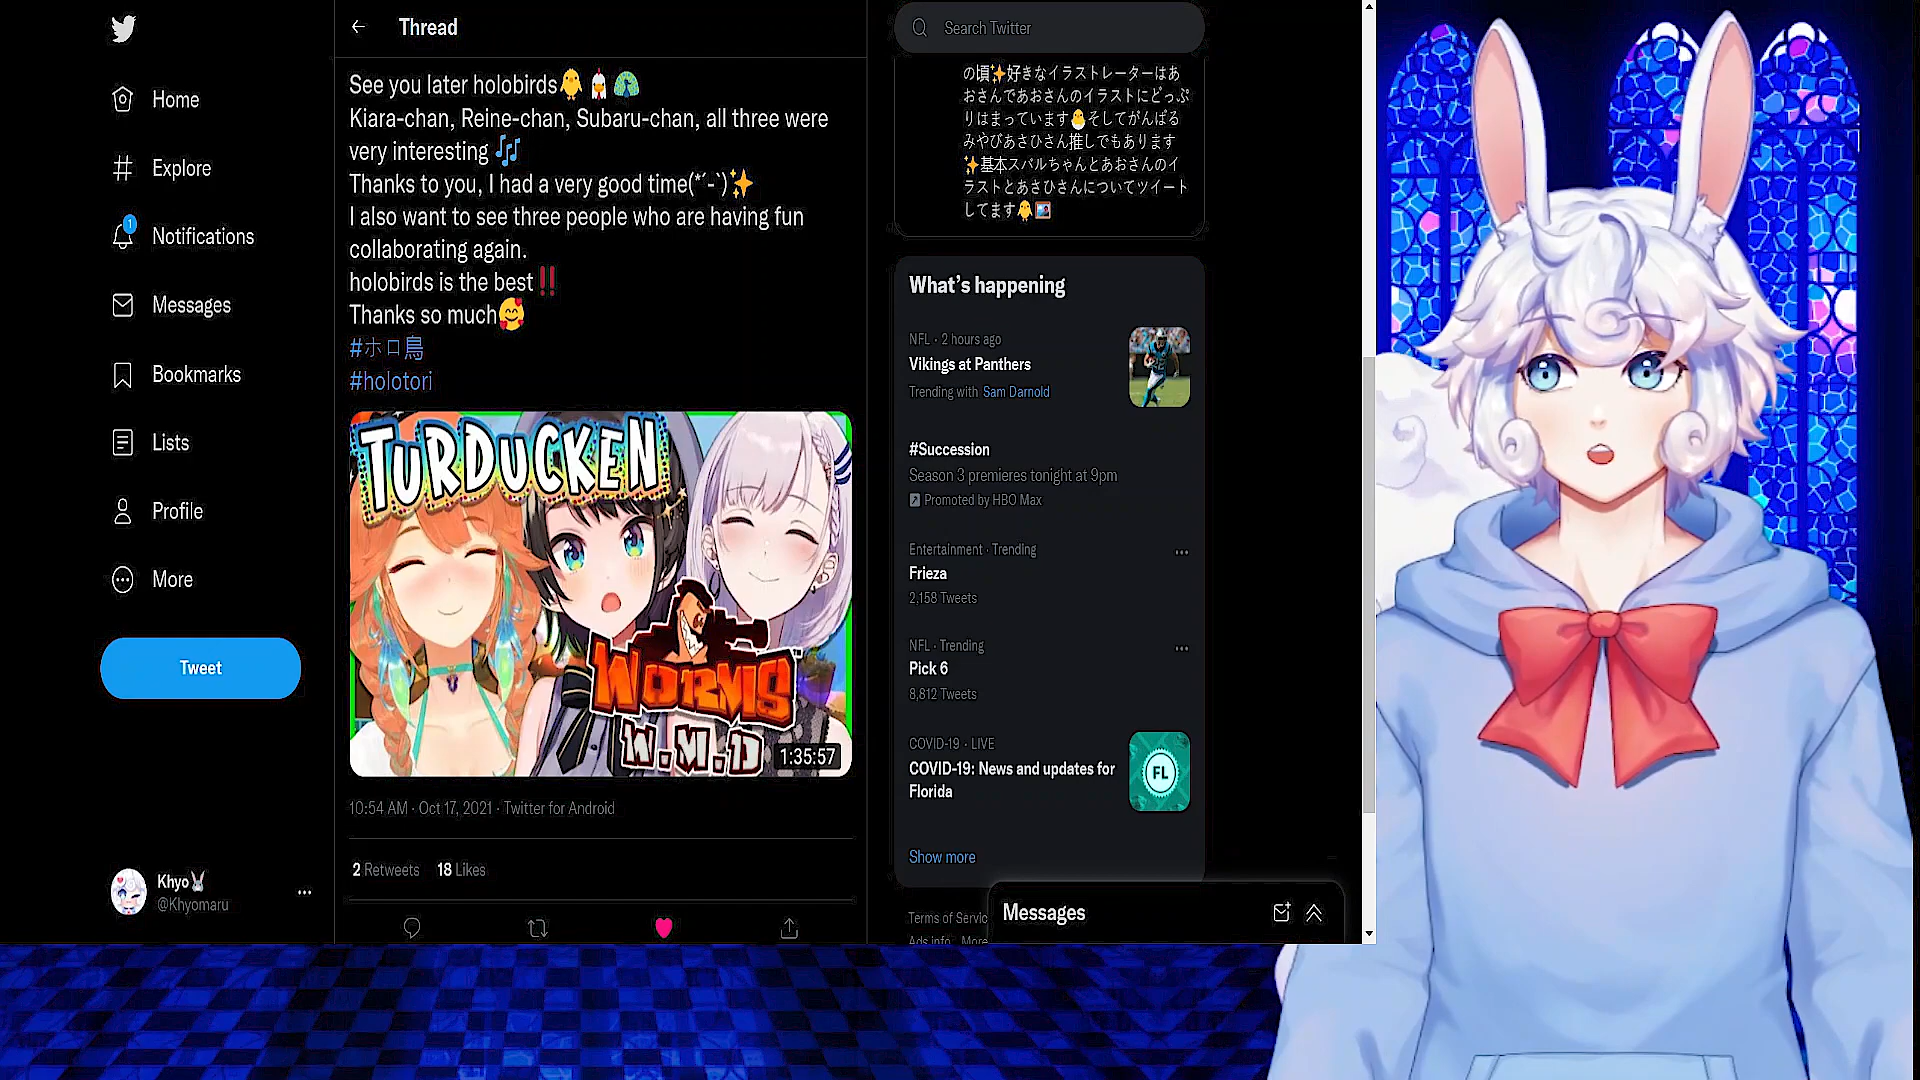 Home
Explore
1
Notifications
Messages
Bookmarks
Lists
Profile
More
Tweet
Khyo🐰
@Khyomaru
Thread
See you later holobirds🐥🐔🦚
Kiara-chan, Reine-chan, Subaru-chan, all three were
very interesting 🎶
Thanks to you, I had a very good time(*´-`)✨
I also want to see three people who are having fun
collaborating again.
holobirds is the best‼️
Thanks so much🥰
#ホロ鳥
#holotori
TURDUCKEN
WORMS
W.M.D
1:35:57
10:54 AM · Oct 17, 2021 · Twitter for Android
2 Retweets 18 Likes
Search Twitter
の頃✨好きなイラストレーターはあ
おさんであおさんのイラストにどっぷ
りはまっています🐣そしてがんばる
みやびあさひさん推しでもあります
✨基本スバルちゃんとあおさんのイ
ラストとあさひさんについてツイート
してます🐥🖼️
What's happening
NFL · 2 hours ago
Vikings at Panthers
Trending with Sam Darnold
#Succession
Season 3 premieres tonight at 9pm
Promoted by HBO Max
Entertainment · Trending
Frieza
2,158 Tweets
NFL · Trending
Pick 6
8,812 Tweets
COVID-19 · LIVE
COVID-19: News and updates for
Florida
FL
Show more
Terms of Servic
Ads info More
Messages